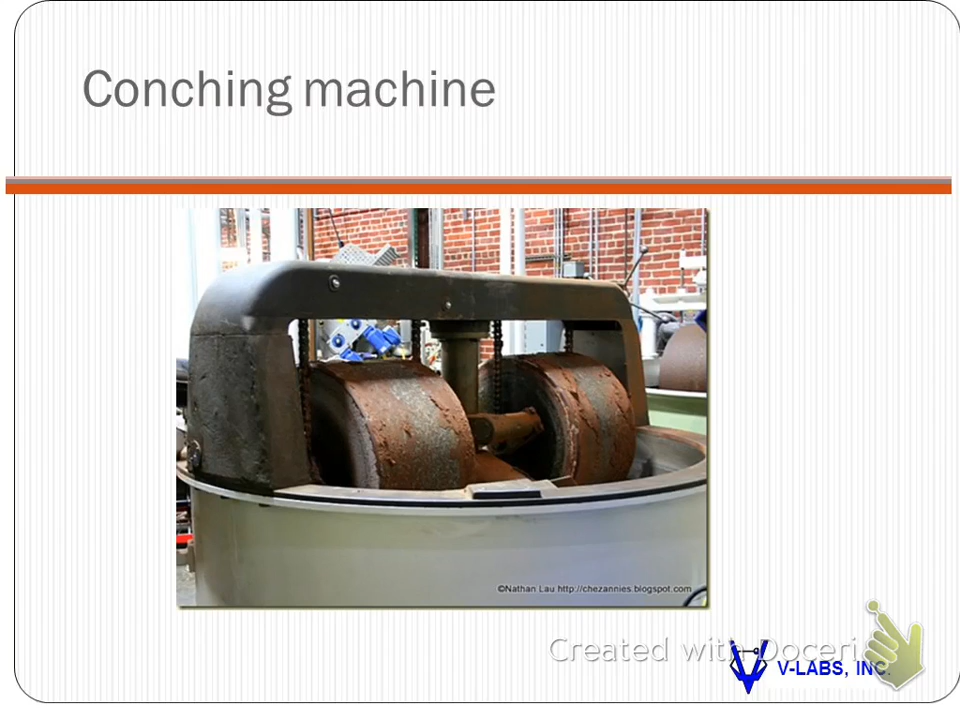 Conching machine
©Nathan Lau http://chezannies.blogspot.com
Created with Doceri
V-LABS, INC.